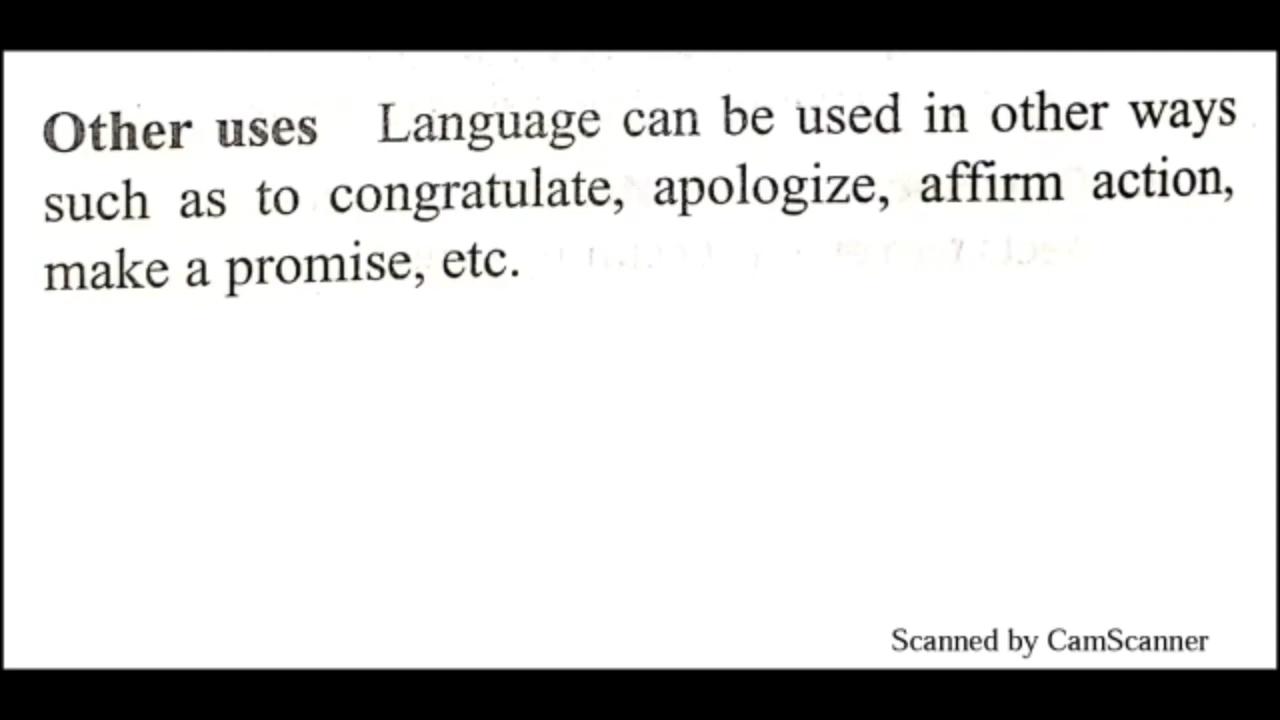 Other uses Language can be used in other ways
such as to congratulate, apologize, affirm action,
make a promise, etc.
Scanned by CamScanner